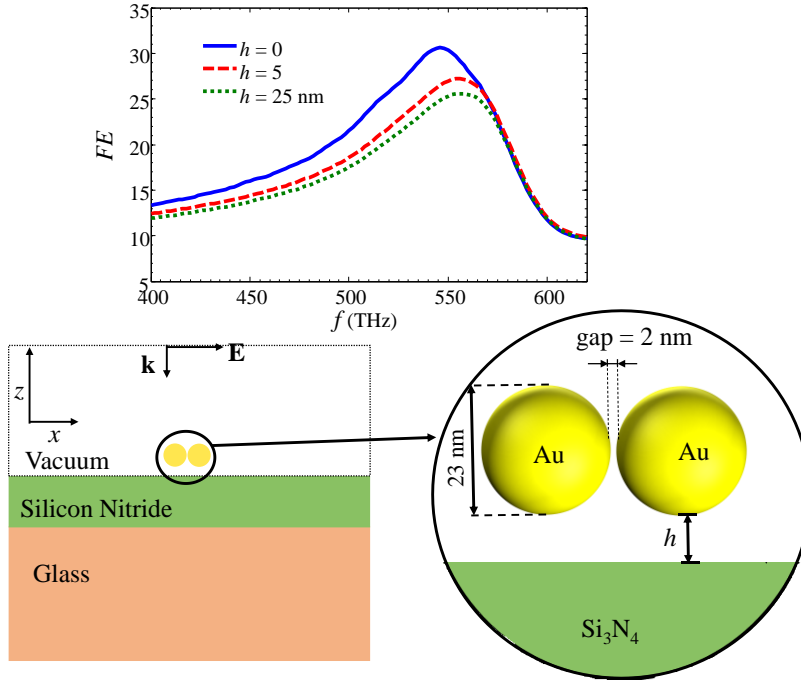 35
30
25
20
15
10
5
FE
h = 0
h = 5
h = 25 nm
400
450
500
550
600
f (THz)
k
E
z
x
Vacuum
Silicon Nitride
Glass
gap = 2 nm
23 nm
Au
Au
h
Si₃N₄